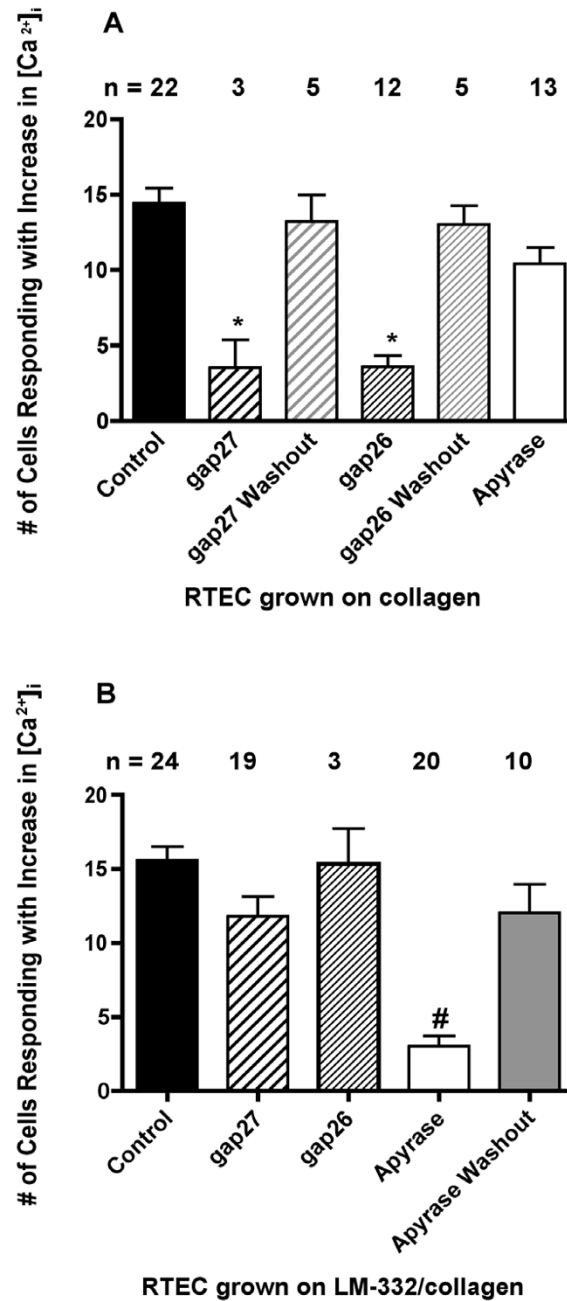 A
n = 22 3 5 12 5 13
# of Cells Responding with Increase in [Ca²⁺]ᵢ
20
15
10
5
0
*
*
Control
gap27
gap27 Washout
gap26
gap26 Washout
Apyrase
RTEC grown on collagen
B
n = 24 19 3 20 10
# of Cells Responding with Increase in [Ca²⁺]ᵢ
20
15
10
5
0
#
Control
gap27
gap26
Apyrase
Apyrase Washout
RTEC grown on LM-332/collagen